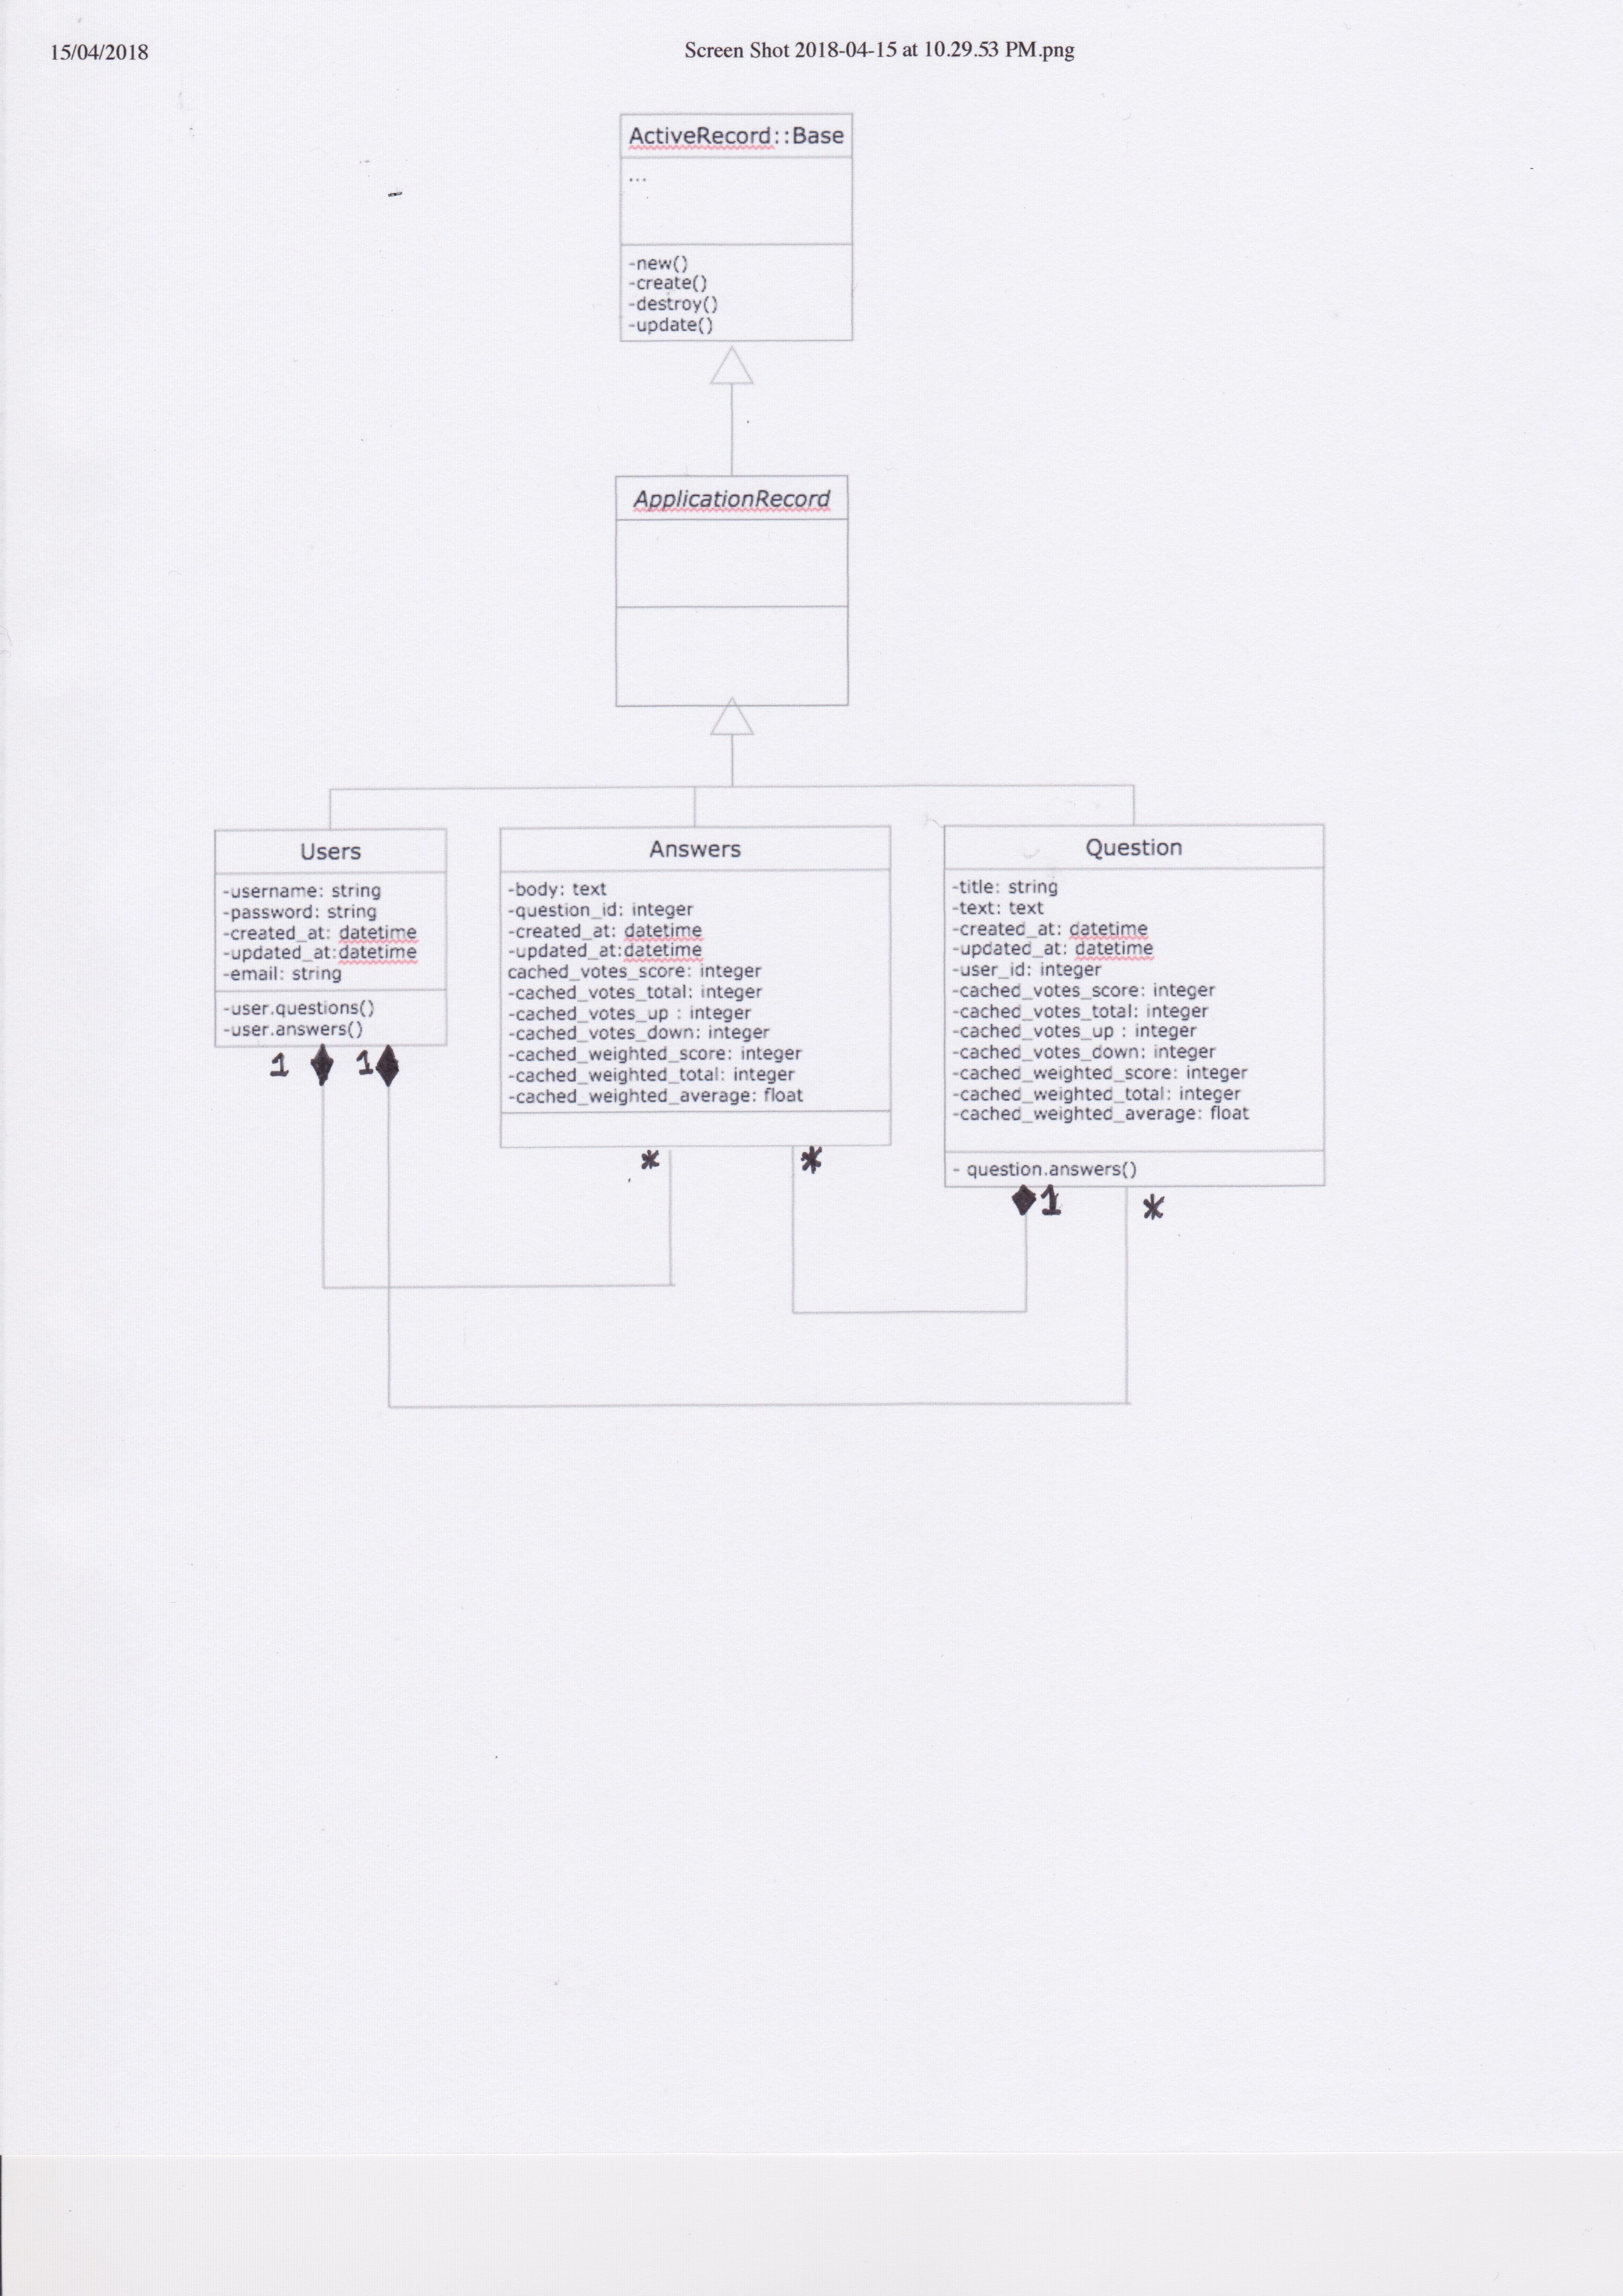 15/04/2018
Screen Shot 2018-04-15 at 10.29.53 PM.png
ActiveRecord::Base
...
-new()
-create()
-destroy()
-update()
ApplicationRecord
Users
-username: string
-password: string
-created_at: datetime
-updated_at:datetime
-email: string
-user.questions()
-user.answers()
1
1
Answers
-body: text
-question_id: integer
-created_at: datetime
-updated_at:datetime
cached_votes_score: integer
-cached_votes_total: integer
-cached_votes_up : integer
-cached_votes_down: integer
-cached_weighted_score: integer
-cached_weighted_total: integer
-cached_weighted_average: float
*
*
Question
-title: string
-text: text
-created_at: datetime
-updated_at: datetime
-user_id: integer
-cached_votes_score: integer
-cached_votes_total: integer
-cached_votes_up : integer
-cached_votes_down: integer
-cached_weighted_score: integer
-cached_weighted_total: integer
-cached_weighted_average: float
- question.answers()
1
*